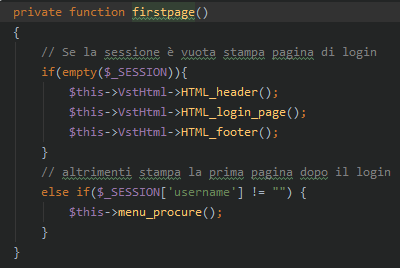 private function firstpage()
{
// Se la sessione è vuota stampa pagina di login
if(empty($_SESSION)){
$this->VstHtml->HTML_header();
$this->VstHtml->HTML_login_page();
$this->VstHtml->HTML_footer();
}
// altrimenti stampa la prima pagina dopo il login
else if($_SESSION['username'] != "") {
$this->menu_procure();
}
}